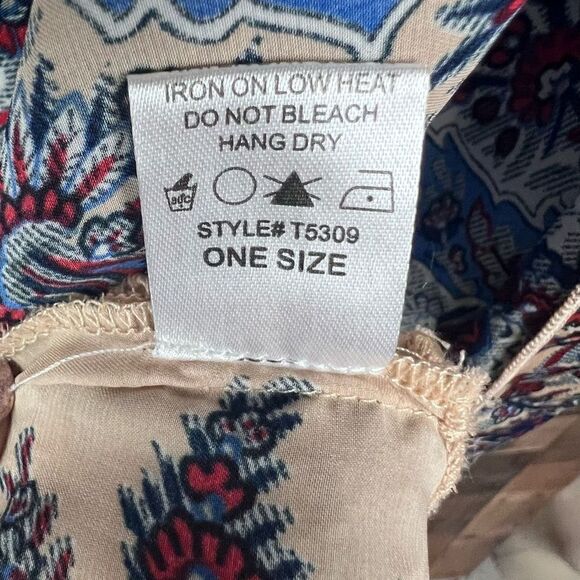 IRON ON LOW HEAT
DO NOT BLEACH
HANG DRY
STYLE# T5309
ONE SIZE